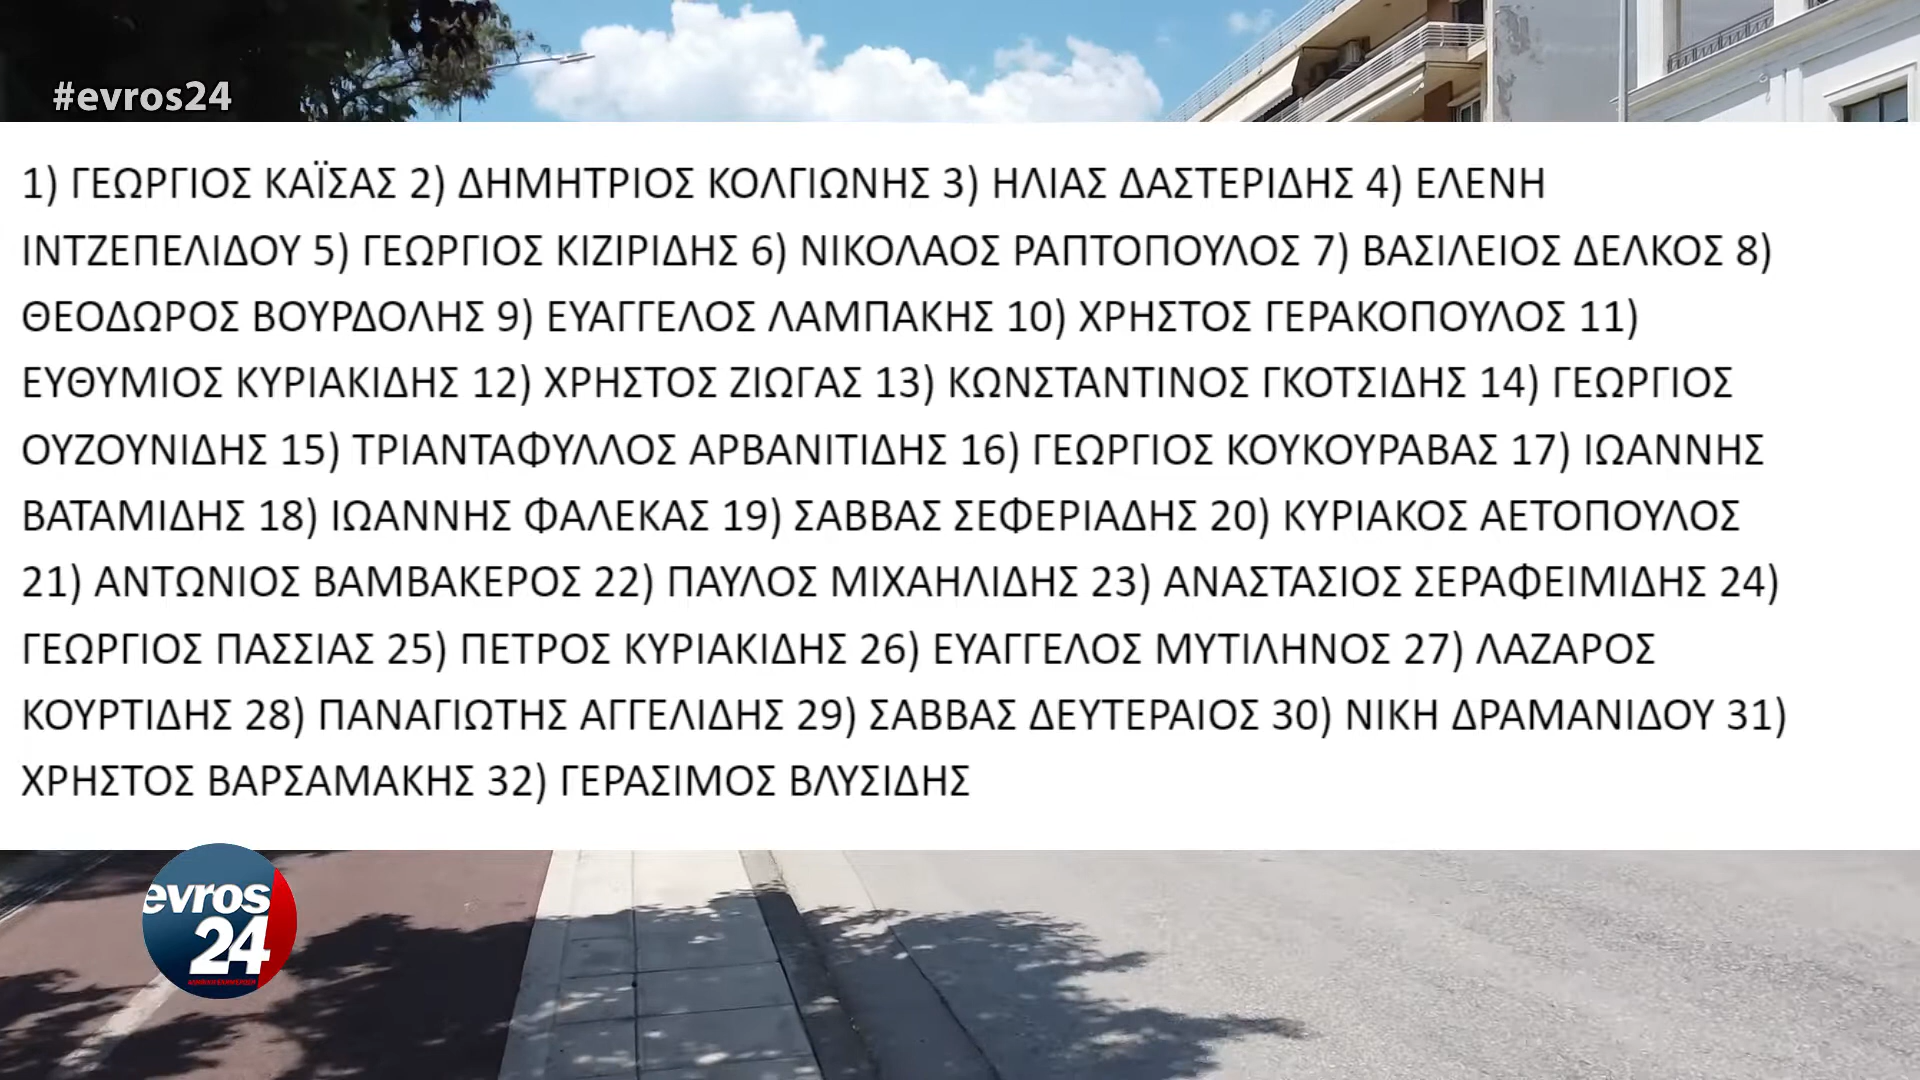 #evros24
1) ΓΕΩΡΓΙΟΣ ΚΑΪΣΑΣ 2) ΔΗΜΗΤΡΙΟΣ ΚΟΛΓΙΩΝΗΣ 3) ΗΛΙΑΣ ΔΑΣΤΕΡΙΔΗΣ 4) ΕΛΕΝΗ
ΙΝΤΖΕΠΕΛΙΔΟΥ 5) ΓΕΩΡΓΙΟΣ ΚΙΖΙΡΙΔΗΣ 6) ΝΙΚΟΛΑΟΣ ΡΑΠΤΟΠΟΥΛΟΣ 7) ΒΑΣΙΛΕΙΟΣ ΔΕΛΚΟΣ 8)
ΘΕΟΔΩΡΟΣ ΒΟΥΡΔΟΛΗΣ 9) ΕΥΑΓΓΕΛΟΣ ΛΑΜΠΑΚΗΣ 10) ΧΡΗΣΤΟΣ ΓΕΡΑΚΟΠΟΥΛΟΣ 11)
ΕΥΘΥΜΙΟΣ ΚΥΡΙΑΚΙΔΗΣ 12) ΧΡΗΣΤΟΣ ΖΙΩΓΑΣ 13) ΚΩΝΣΤΑΝΤΙΝΟΣ ΓΚΟΤΣΙΔΗΣ 14) ΓΕΩΡΓΙΟΣ
ΟΥΖΟΥΝΙΔΗΣ 15) ΤΡΙΑΝΤΑΦΥΛΛΟΣ ΑΡΒΑΝΙΤΙΔΗΣ 16) ΓΕΩΡΓΙΟΣ ΚΟΥΚΟΥΡΑΒΑΣ 17) ΙΩΑΝΝΗΣ
ΒΑΤΑΜΙΔΗΣ 18) ΙΩΑΝΝΗΣ ΦΑΛΕΚΑΣ 19) ΣΑΒΒΑΣ ΣΕΦΕΡΙΑΔΗΣ 20) ΚΥΡΙΑΚΟΣ ΑΕΤΟΠΟΥΛΟΣ
21) ΑΝΤΩΝΙΟΣ ΒΑΜΒΑΚΕΡΟΣ 22) ΠΑΥΛΟΣ ΜΙΧΑΗΛΙΔΗΣ 23) ΑΝΑΣΤΑΣΙΟΣ ΣΕΡΑΦΕΙΜΙΔΗΣ 24)
ΓΕΩΡΓΙΟΣ ΠΑΣΣΙΑΣ 25) ΠΕΤΡΟΣ ΚΥΡΙΑΚΙΔΗΣ 26) ΕΥΑΓΓΕΛΟΣ ΜΥΤΙΛΗΝΟΣ 27) ΛΑΖΑΡΟΣ
ΚΟΥΡΤΙΔΗΣ 28) ΠΑΝΑΓΙΩΤΗΣ ΑΓΓΕΛΙΔΗΣ 29) ΣΑΒΒΑΣ ΔΕΥΤΕΡΑΙΟΣ 30) ΝΙΚΗ ΔΡΑΜΑΝΙΔΟΥ 31)
ΧΡΗΣΤΟΣ ΒΑΡΣΑΜΑΚΗΣ 32) ΓΕΡΑΣΙΜΟΣ ΒΛΥΣΙΔΗΣ
evros
24